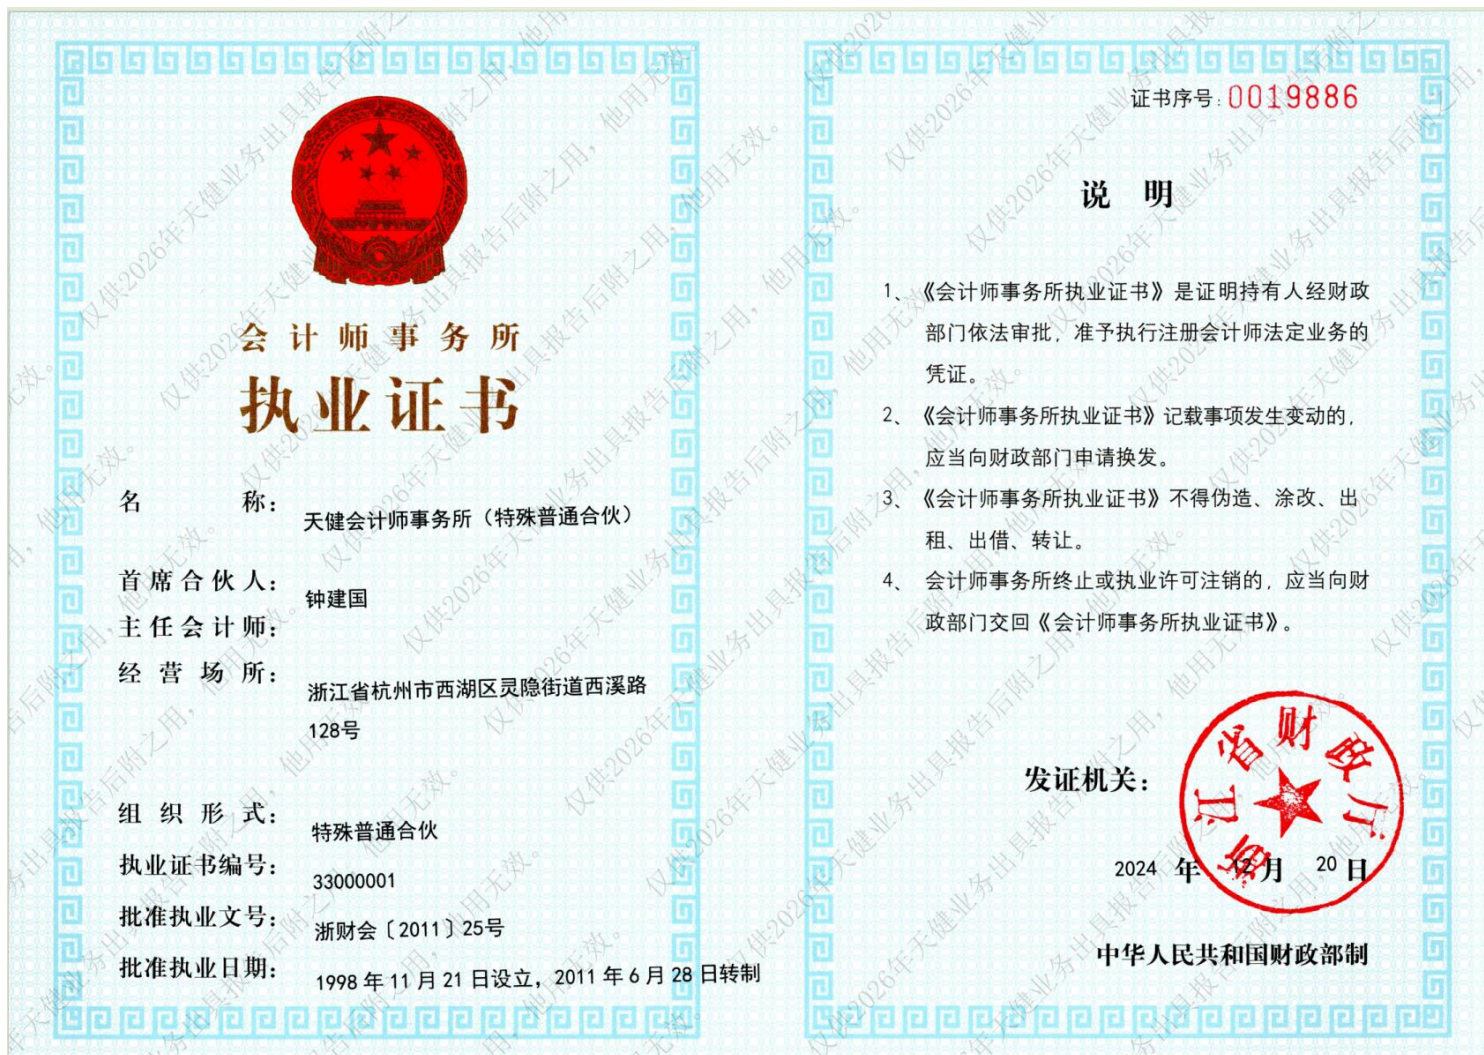 会计师事务所
执业证书
名 称：
天健会计师事务所（特殊普通合伙）
首席合伙人：
钟建国
主任会计师：
经营场所：
浙江省杭州市西湖区灵隐街道西溪路
128号
组织形式：
特殊普通合伙
执业证书编号：
33000001
批准执业文号：
浙财会〔2011〕25号
批准执业日期：
1998 年 11 月 21 日设立，2011 年 6 月 28 日转制
证书序号：0019886
说 明
1、《会计师事务所执业证书》是证明持有人经财政
部门依法审批，准予执行注册会计师法定业务的
凭证。
2、《会计师事务所执业证书》记载事项发生变动的，
应当向财政部门申请换发。
3、《会计师事务所执业证书》不得伪造、涂改、出
租、出借、转让。
4、 会计师事务所终止或执业许可注销的，应当向财
政部门交回《会计师事务所执业证书》。
发证机关：
浙江省财政厅
2024 年 12 月 20 日
中华人民共和国财政部制
仅供2026年天健业务出具报告后附之用，他用无效。